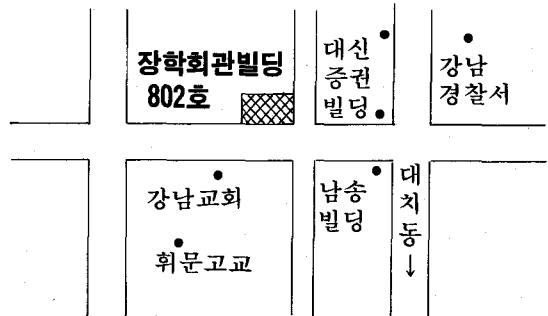 장학회관빌딩
802호
대신
증권
빌딩
강남
경찰서
강남교회
휘문고교
남송
빌딩
대
치
동
↓